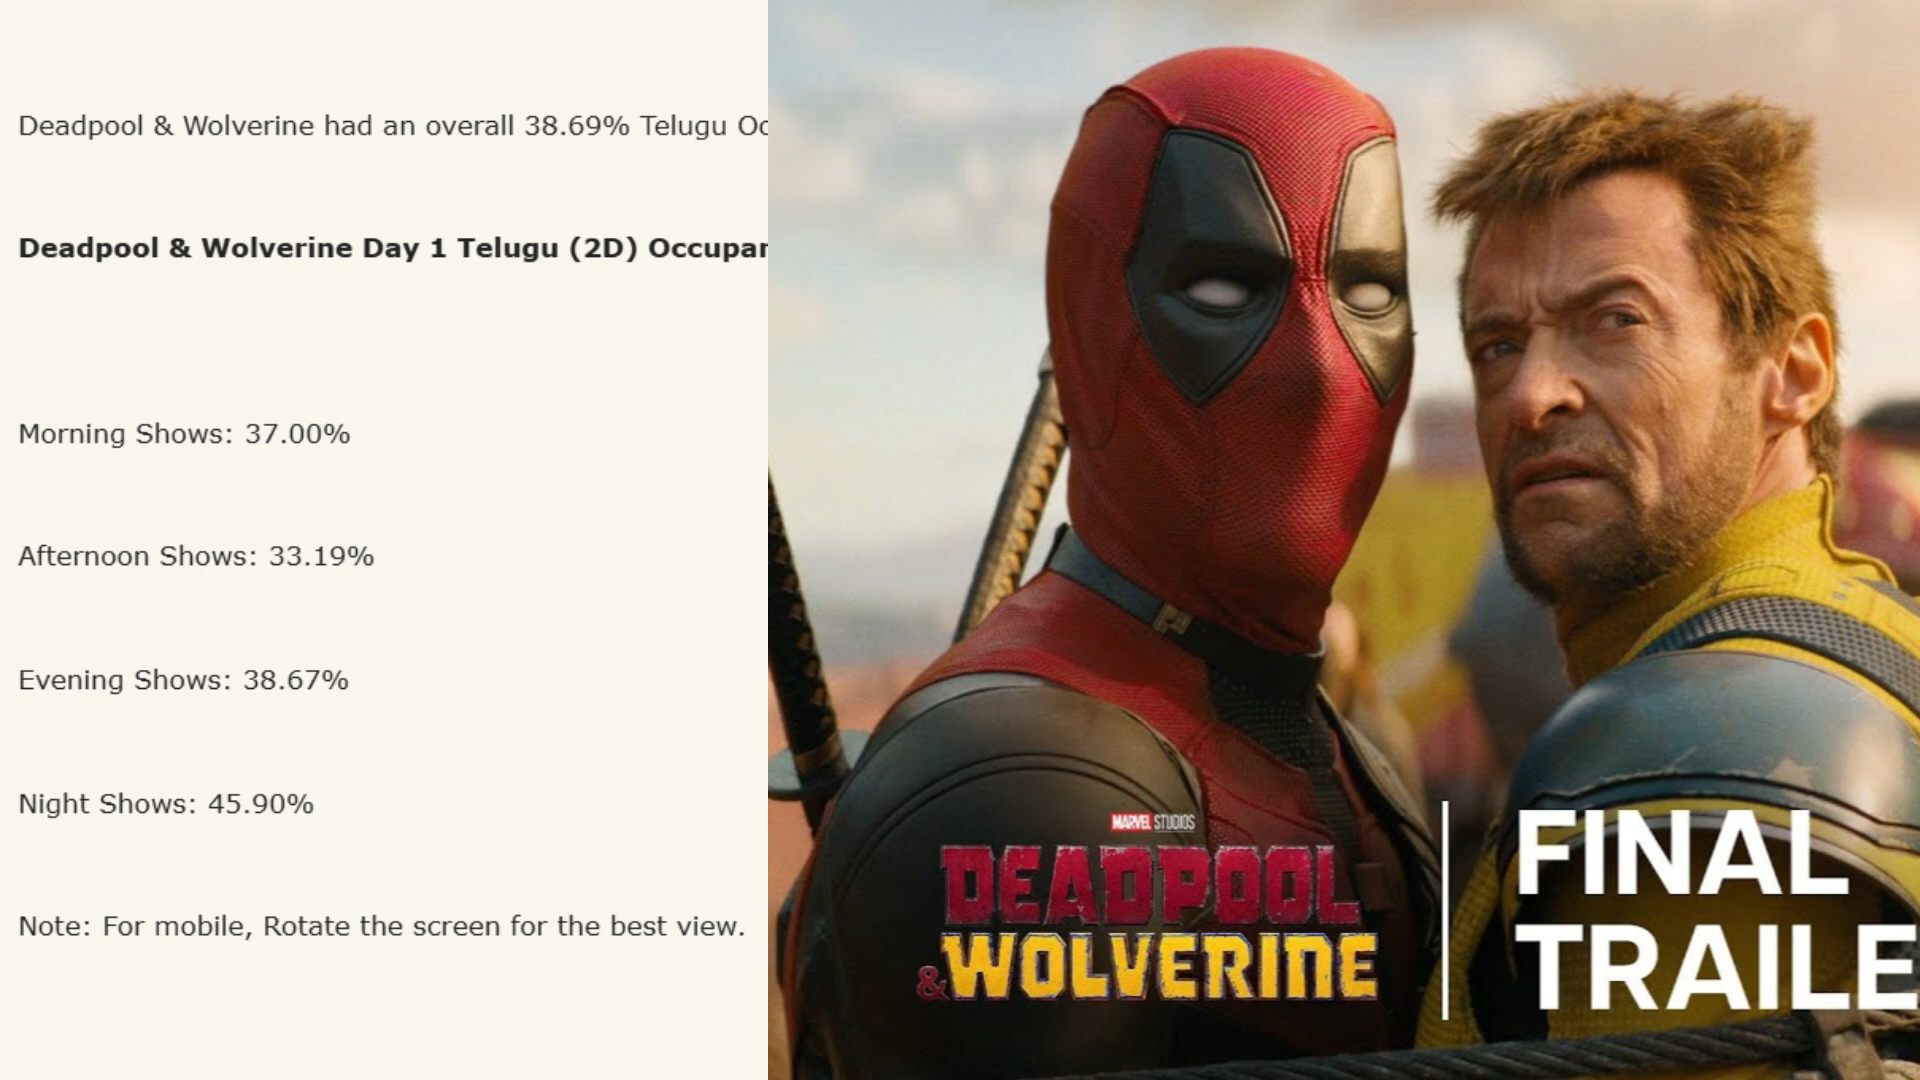 Deadpool & Wolverine had an overall 38.69% Telugu
Deadpool & Wolverine Day 1 Telugu (2D)
Morning Shows: 37.00%
Afternoon Shows: 33.19%
Evening Shows: 38.67%
Night Shows: 45.90%
Note: For mobile, Rotate the screen for the best view.
MARVEL STUDIOS
DEADPOOL
&WOLVERINE
FINAL
TRAILE